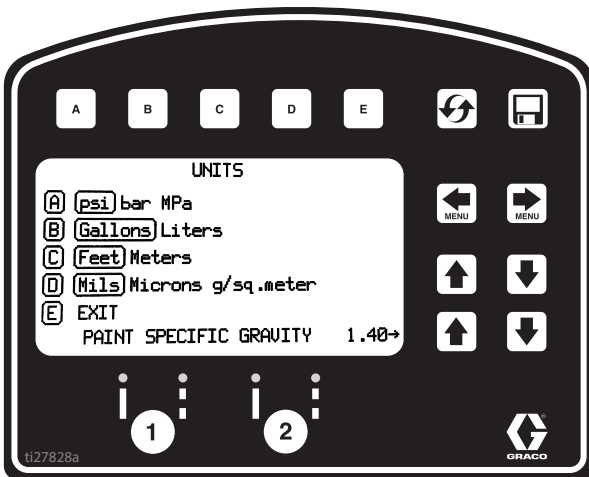 A B C D E
UNITS
A psi bar MPa
B Gallons Liters
C Feet Meters
D Mils Microns g/sq.meter
E EXIT
PAINT SPECIFIC GRAVITY 1.40→
MENU MENU
1 2
ti27828a
GRACO